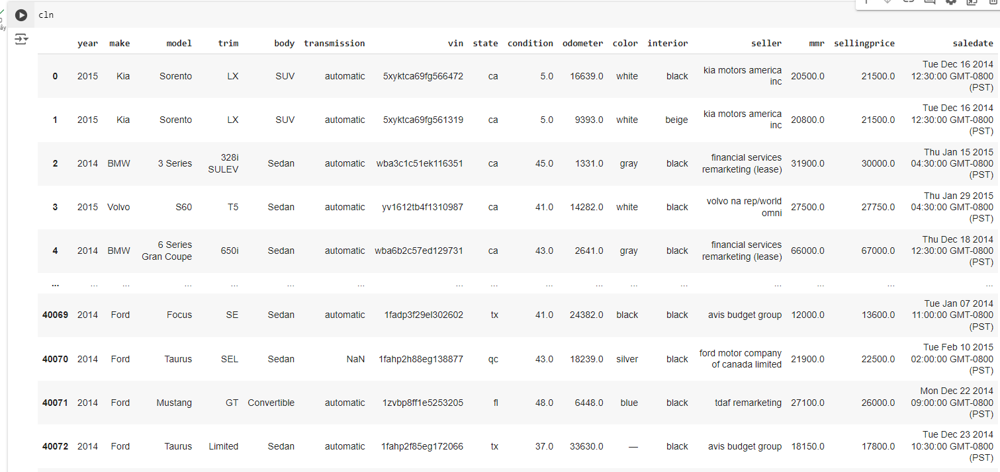 cln
0
ây
year make model trim body transmission vin state condition odometer color interior seller mmr sellingprice saledate
0 2015 Kia Sorento LX SUV automatic 5xyktca69fg566472 ca 5.0 16639.0 white black kia motors america inc 20500.0 21500.0 Tue Dec 16 2014 12:30:00 GMT-0800 (PST)
1 2015 Kia Sorento LX SUV automatic 5xyktca69fg561319 ca 5.0 9393.0 white beige kia motors america inc 20800.0 21500.0 Tue Dec 16 2014 12:30:00 GMT-0800 (PST)
2 2014 BMW 3 Series 328i SULEV Sedan automatic wba3c1c51ek116351 ca 45.0 1331.0 gray black financial services remarketing (lease) 31900.0 30000.0 Thu Jan 15 2015 04:30:00 GMT-0800 (PST)
3 2015 Volvo S60 T5 Sedan automatic yv1612tb4f1310987 ca 41.0 14282.0 white black volvo na rep/world omni 27500.0 27750.0 Thu Jan 29 2015 04:30:00 GMT-0800 (PST)
4 2014 BMW 6 Series Gran Coupe 650i Sedan automatic wba6b2c57ed129731 ca 43.0 2641.0 gray black financial services remarketing (lease) 66000.0 67000.0 Thu Dec 18 2014 12:30:00 GMT-0800 (PST)
... ... ... ... ... ... ... ... ... ... ... ... ... ... ... ... ...
40069 2014 Ford Focus SE Sedan automatic 1fadp3f29el302602 tx 41.0 24382.0 black black avis budget group 12000.0 13600.0 Tue Jan 07 2014 11:00:00 GMT-0800 (PST)
40070 2014 Ford Taurus SEL Sedan NaN 1fahp2h88eg138877 qc 43.0 18239.0 silver black ford motor company of canada limited 21900.0 22500.0 Tue Feb 10 2015 02:00:00 GMT-0800 (PST)
40071 2014 Ford Mustang GT Convertible automatic 1zvbp8ff1e5253205 fl 48.0 6448.0 blue black tdaf remarketing 27100.0 26000.0 Mon Dec 22 2014 09:00:00 GMT-0800 (PST)
40072 2014 Ford Taurus Limited Sedan automatic 1fahp2f85eg172066 tx 37.0 33630.0 — black avis budget group 18150.0 17800.0 Tue Dec 23 2014 10:30:00 GMT-0800 (PST)